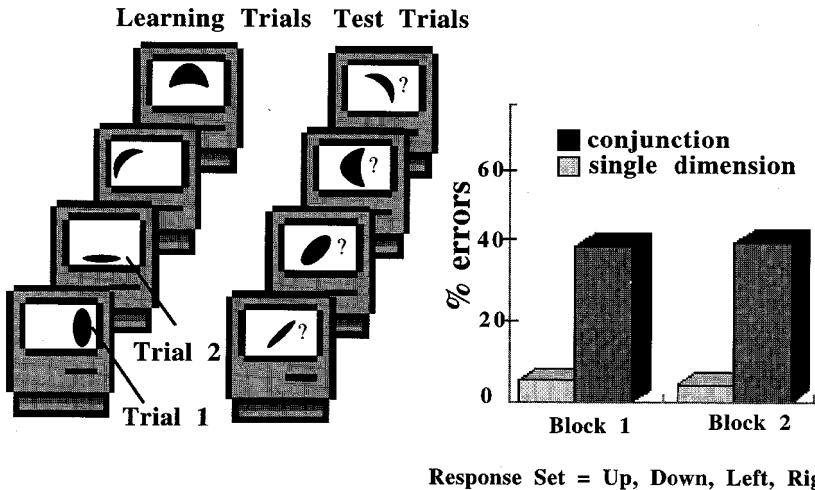 Learning Trials Test Trials
?
?
?
?
Trial 2
Trial 1
conjunction
single dimension
% errors
60
40
20
0
Block 1
Block 2
Response Set = Up, Down, Left, Rig